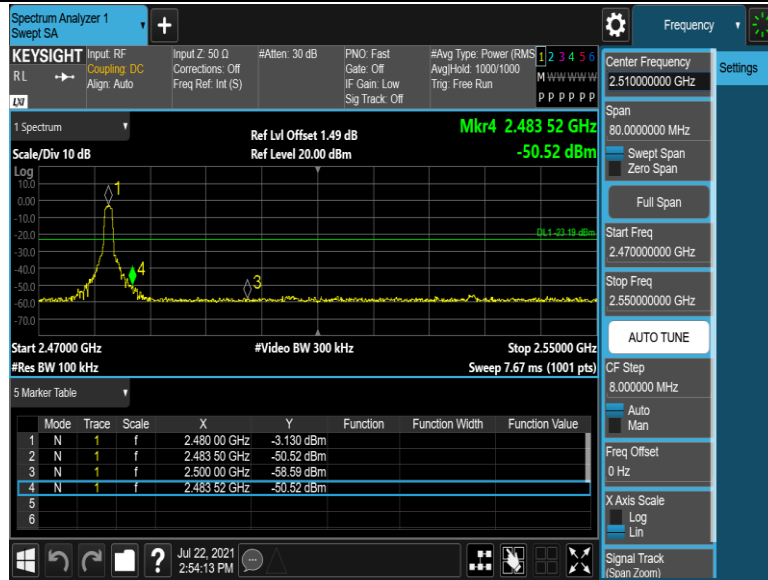 Spectrum Analyzer 1
Swept SA
+
Frequency
KEYSIGHT
RL
LXI
Input: RF
Coupling: DC
Align: Auto
Input Z: 50 Ω
Corrections: Off
Freq Ref: Int (S)
#Atten: 30 dB
PNO: Fast
Gate: Off
IF Gain: Low
Sig Track: Off
#Avg Type: Power (RMS
Avg|Hold: 1000/1000
Trig: Free Run
1 2 3 4 5 6
M W W W W W
P P P P P P
1 Spectrum
Scale/Div 10 dB
Ref Lvl Offset 1.49 dB
Ref Level 20.00 dBm
Mkr4 2.483 52 GHz
-50.52 dBm
Log
10.0
0.00
-10.0
-20.0
-30.0
-40.0
-50.0
-60.0
-70.0
1
4
3
DL1 -23.19 dBm
Start 2.47000 GHz
#Video BW 300 kHz
Stop 2.55000 GHz
#Res BW 100 kHz
Sweep 7.67 ms (1001 pts)
5 Marker Table
Mode Trace Scale X Y Function Function Width Function Value
1 N 1 f 2.480 00 GHz -3.130 dBm
2 N 1 f 2.483 50 GHz -50.52 dBm
3 N 1 f 2.500 00 GHz -58.59 dBm
4 N 1 f 2.483 52 GHz -50.52 dBm
5
6
?
Jul 22, 2021
2:54:13 PM
Center Frequency
2.510000000 GHz
Settings
Span
80.0000000 MHz
Swept Span
Zero Span
Full Span
Start Freq
2.470000000 GHz
Stop Freq
2.550000000 GHz
AUTO TUNE
CF Step
8.000000 MHz
Auto
Man
Freq Offset
0 Hz
X Axis Scale
Log
Lin
Signal Track
(Span Zoom)